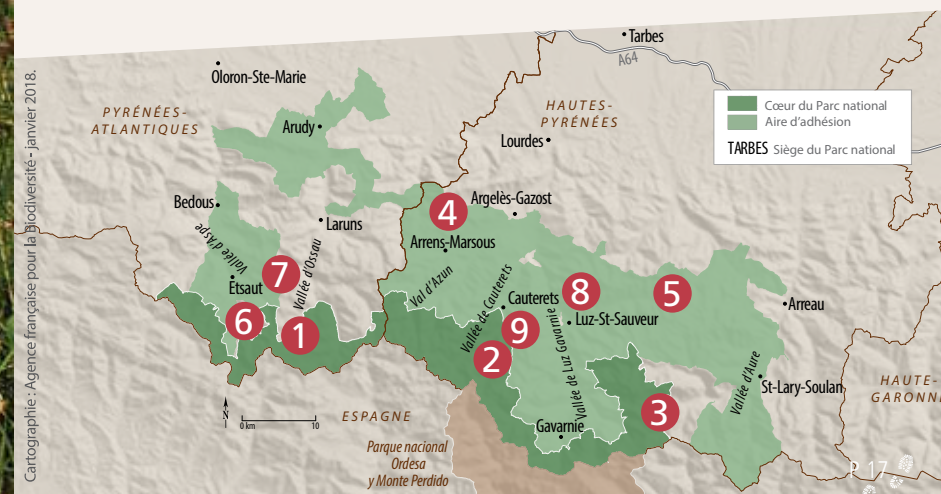 Tarbes
A64
Oloron-Ste-Marie
PYRÉNÉES-
ATLANTIQUES
HAUTES-
PYRÉNÉES
Cœur du Parc national
Aire d'adhésion
TARBES Siège du Parc national
Arudy
Lourdes
Bedous
Laruns
4
Argelès-Gazost
Arrens-Marsous
Vallée d'Aspe
Vallée d'Ossau
7
Etsaut
Val d'Azun
Vallée de Cauterets
Cauterets
8
5
Arreau
6
1
9
Luz-St-Sauveur
2
Vallée de Luz Gavarnie
Vallée d'Aure
St-Lary-Soulan
HAUTE-
GARONNE
3
N
0 km
10
ESPAGNE
Gavarnie
Parque nacional
Ordesa
y Monte Perdido
P. 17
Cartographie : Agence française pour la Biodiversité - janvier 2018.